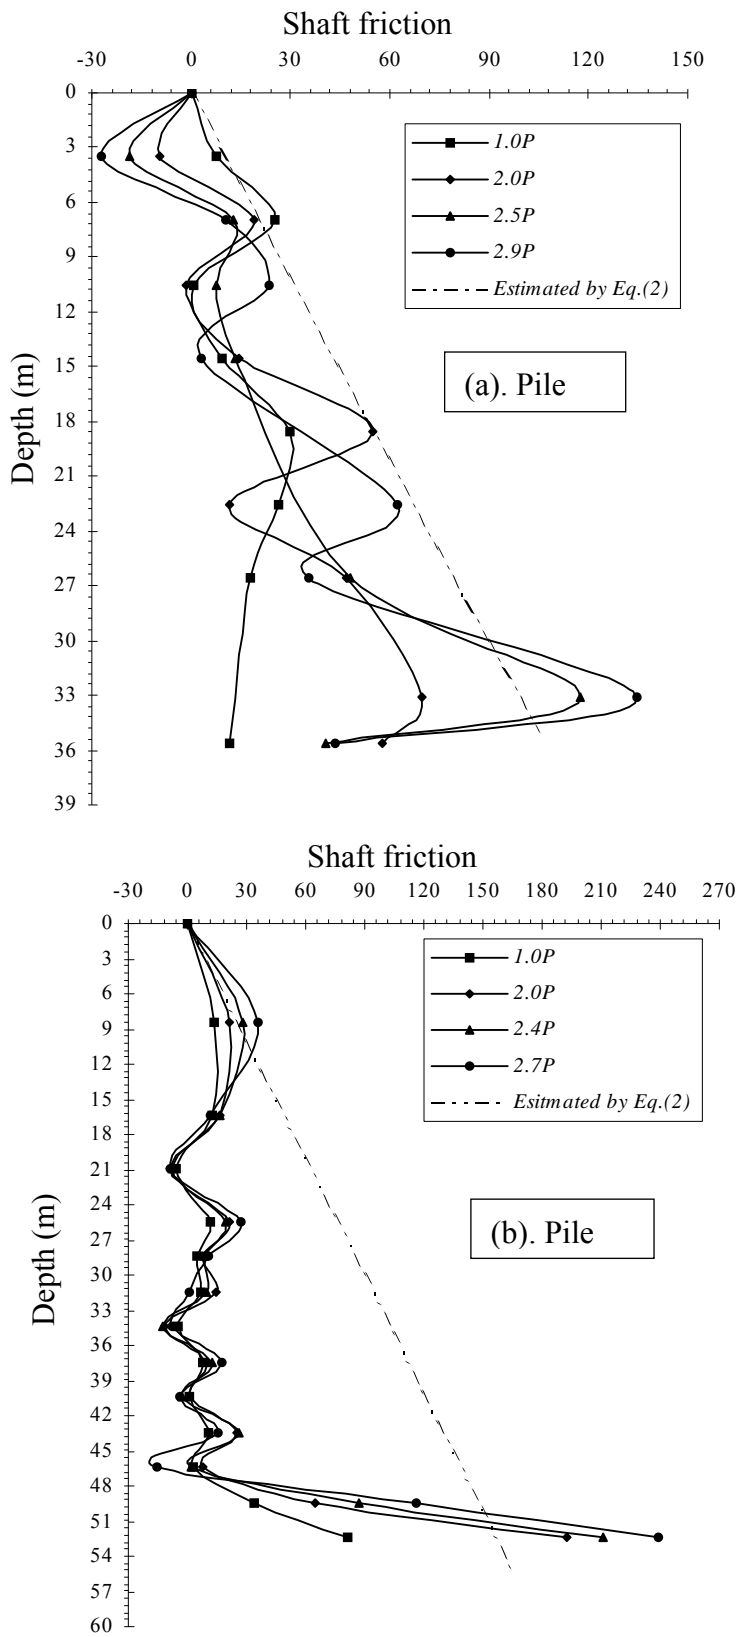 Shaft friction
-30 0 30 60 90 120 150
0
3
6
9
12
15
18
21
24
27
30
33
36
39
Depth (m)
1.0P
2.0P
2.5P
2.9P
Estimated by Eq.(2)
(a). Pile
Shaft friction
-30 0 30 60 90 120 150 180 210 240 270
0
3
6
9
12
15
18
21
24
27
30
33
36
39
42
45
48
51
54
57
60
Depth (m)
1.0P
2.0P
2.4P
2.7P
Esitmated by Eq.(2)
(b). Pile